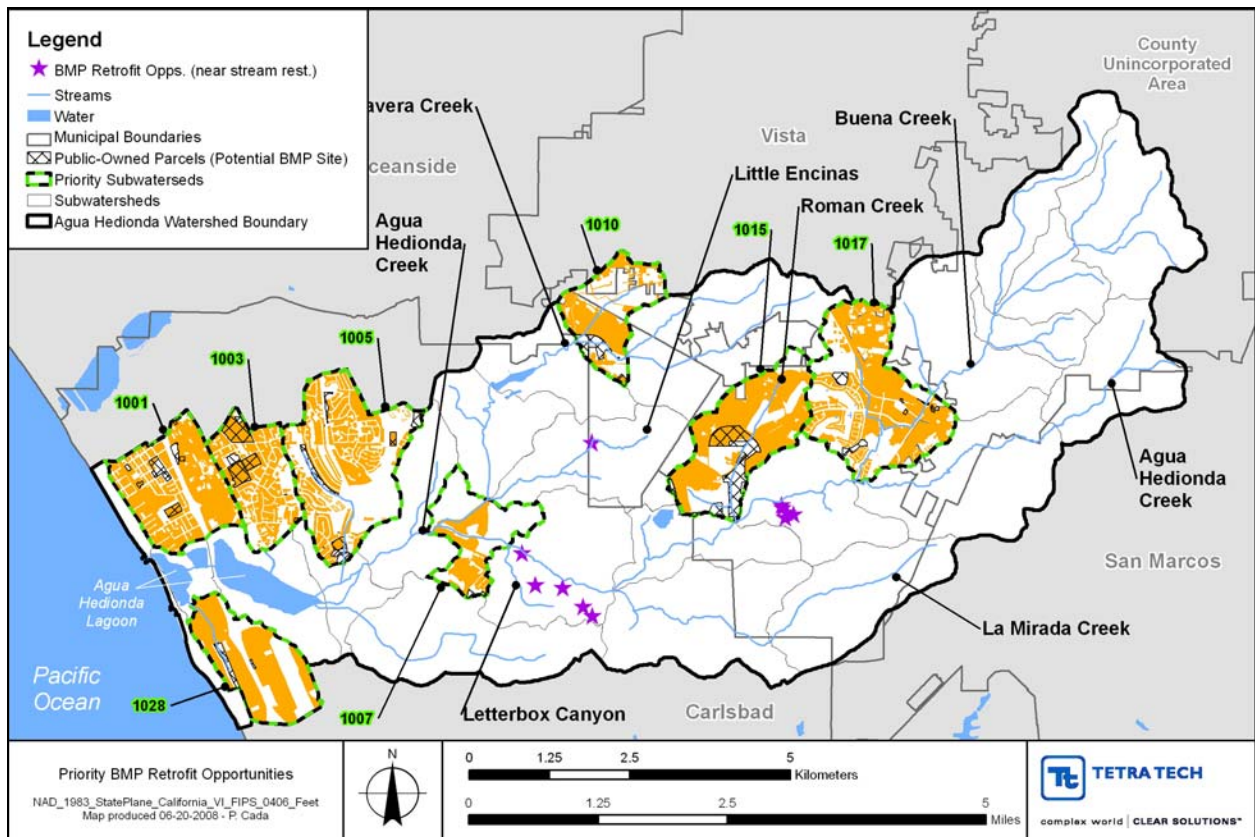 Legend
BMP Retrofit Opps. (near stream rest.)
Streams
Water
Municipal Boundaries
Public-Owned Parcels (Potential BMP Site)
Priority Subwaterseds
Subwatersheds
Agua Hedionda Watershed Boundary
County
Unincorporated
Area
avera Creek
Vista
Buena Creek
ceanside
Little Encinas
Roman Creek
Agua
Hedionda
Creek
1010
1015
1017
1005
1003
1001
Agua
Hedionda
Creek
San Marcos
Agua
Hedionda
Lagoon
La Mirada Creek
Pacific
Ocean
1028
1007
Letterbox Canyon
Carlsbad
Priority BMP Retrofit Opportunities
NAD_1983_StatePlane_California_VI_FIPS_0406_Feet
Map produced 06-20-2008 - P. Cada
N
0 1.25 2.5 5
Kilometers
0 1.25 2.5 5
Miles
Tt TETRA TECH
complex world | CLEAR SOLUTIONS™